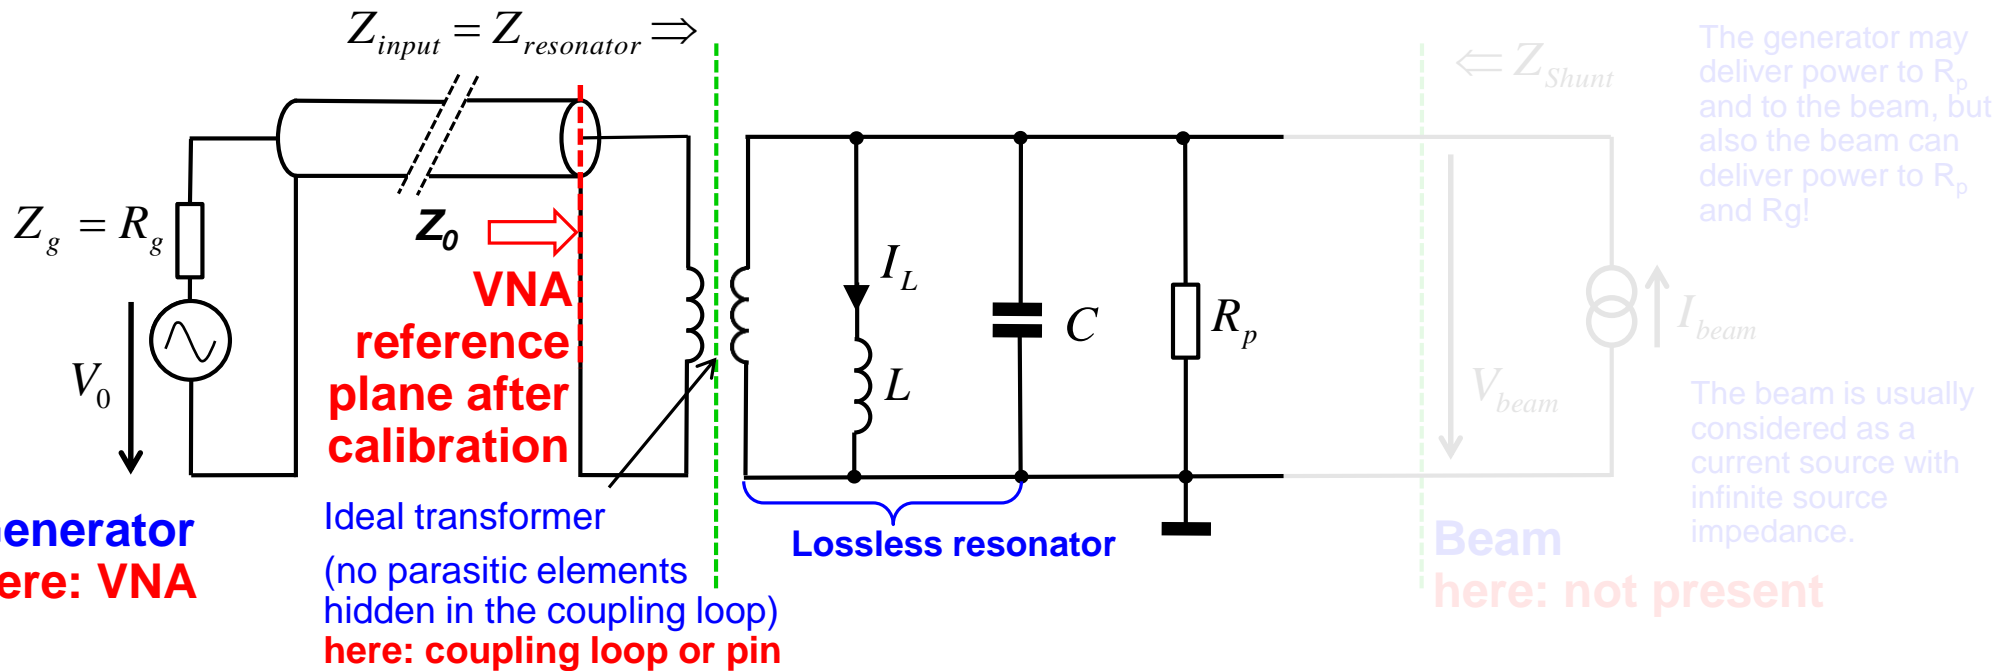 Z_input = Z_resonator ⇒
⇐ Z_Shunt
The generator may
deliver power to R_p
and to the beam, but
also the beam can
deliver power to R_p
and Rg!
Z_g = R_g
Z_0
VNA
reference
plane after
calibration
V_0
I_L
L
C
R_p
V_beam
I_beam
The beam is usually
considered as a
current source with
infinite source
impedance.
Ideal transformer
(no parasitic elements
hidden in the coupling loop)
here: coupling loop or pin
Lossless resonator
enerator
ere: VNA
Beam
here: not present